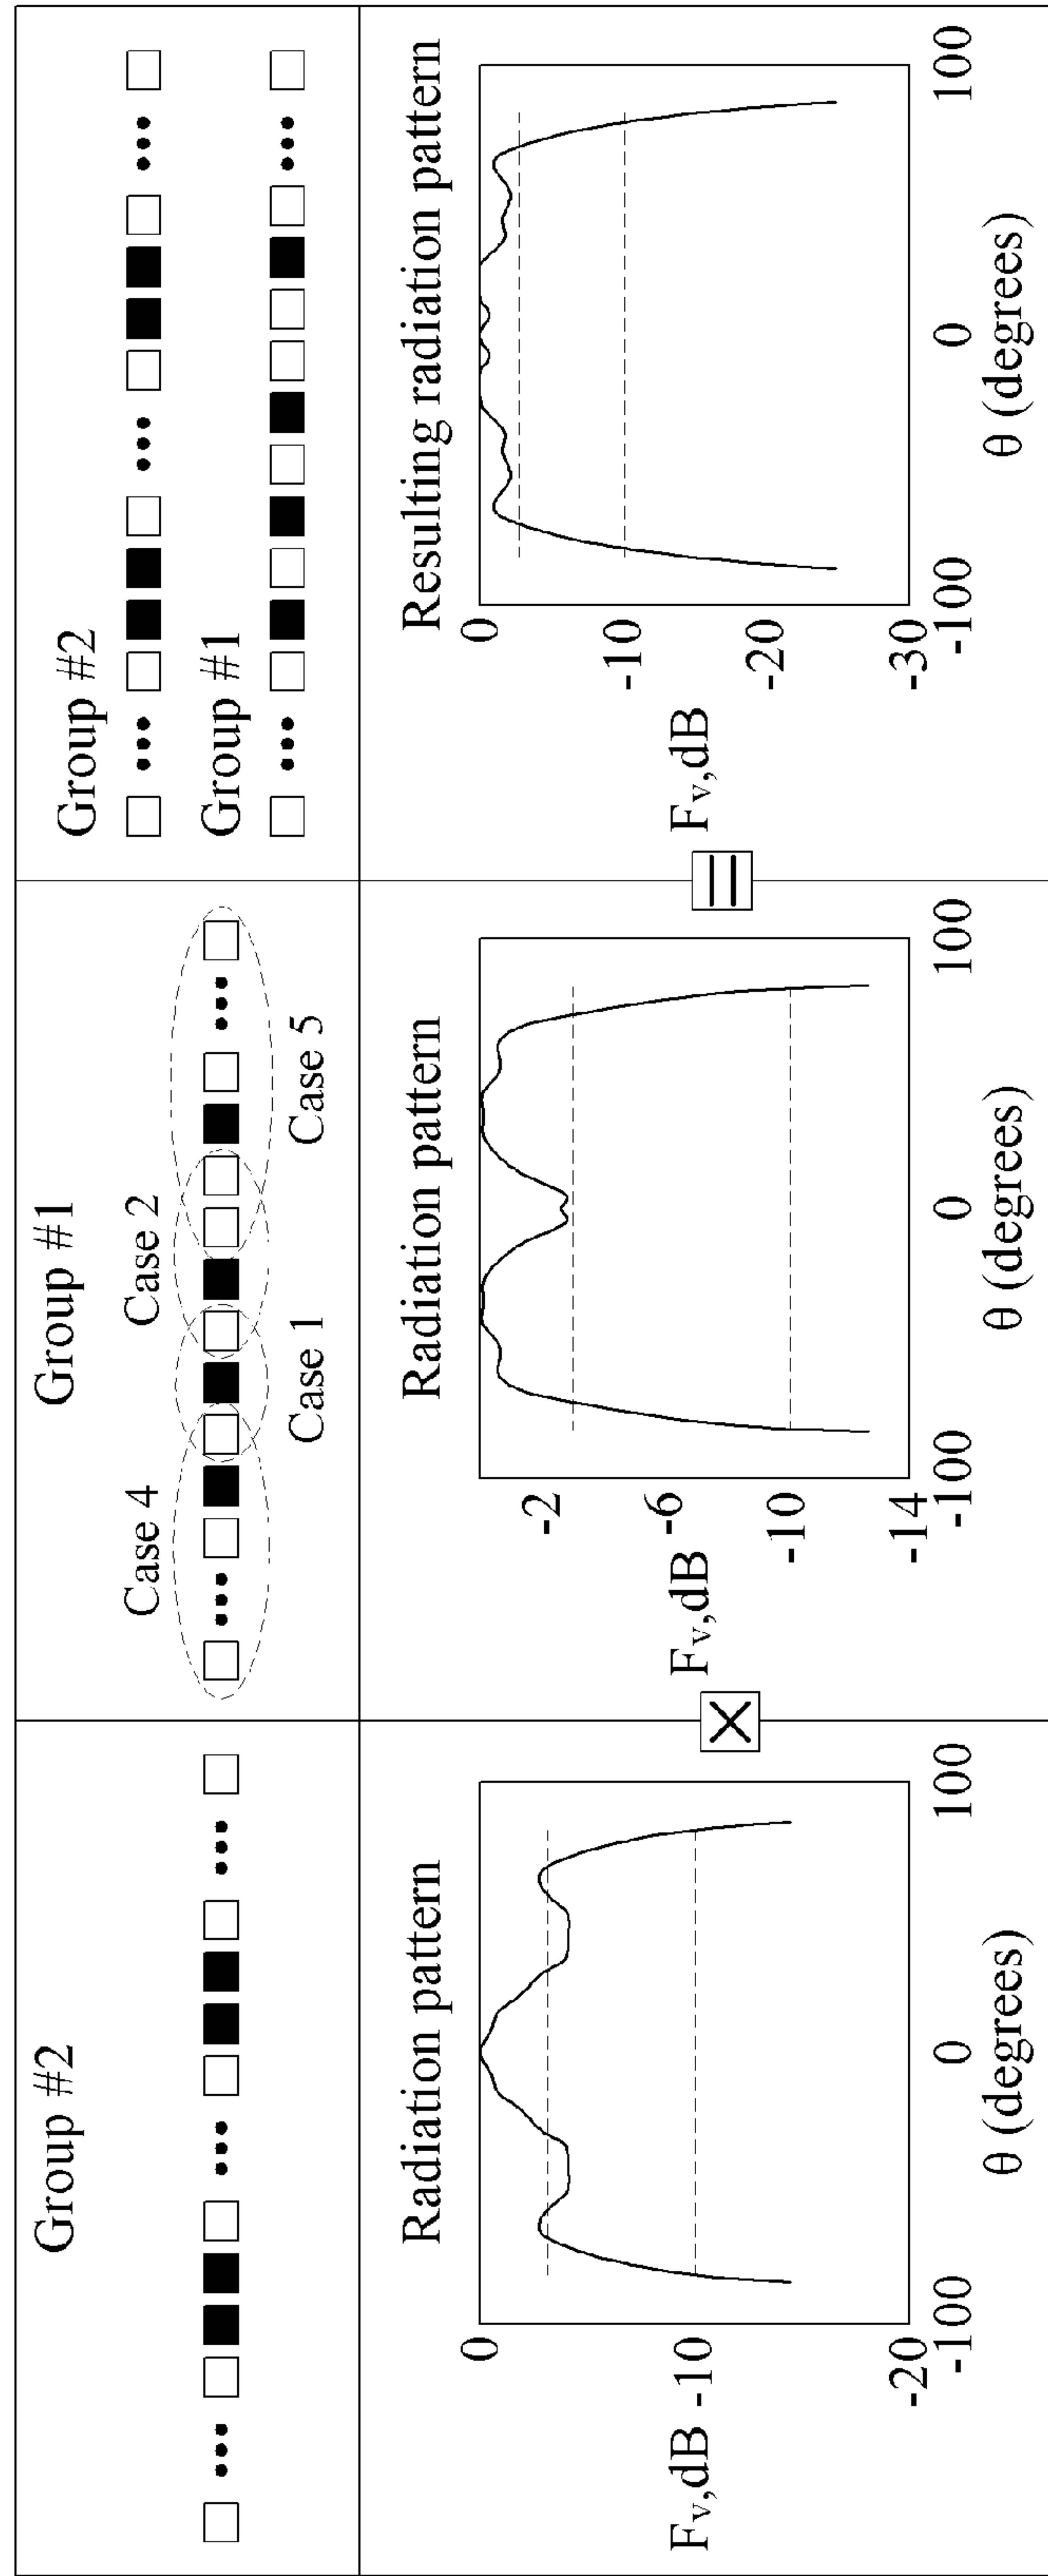 Group #2
Group #1
Case 4
Case 2
Case 1
Case 5
Group #2
Group #1
Radiation pattern
0
-10
-20
Fv,dB
-100
0
100
θ (degrees)
×
Radiation pattern
-2
-6
-10
-14
Fv,dB
-100
0
100
θ (degrees)
=
Resulting radiation pattern
0
-10
-20
-30
Fv,dB
-100
0
100
θ (degrees)